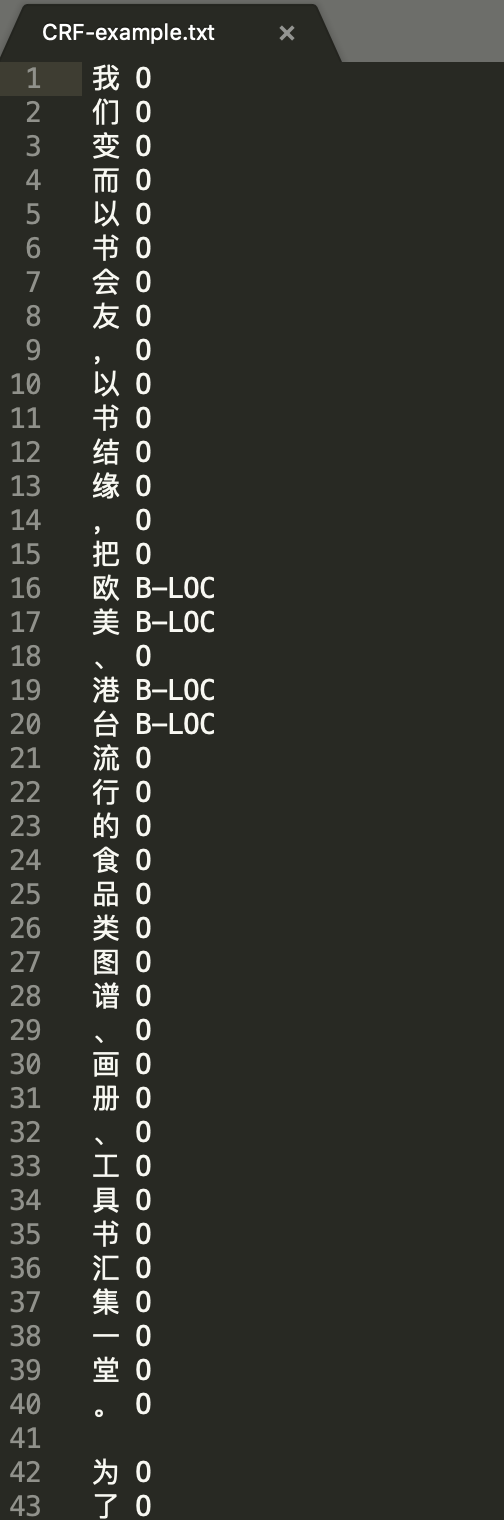 CRF-example.txt ×
1 我 O
2 们 O
3 变 O
4 而 O
5 以 O
6 书 O
7 会 O
8 友 O
9 , O
10 以 O
11 书 O
12 结 O
13 缘 O
14 , O
15 把 O
16 欧 B-LOC
17 美 B-LOC
18 、 O
19 港 B-LOC
20 台 B-LOC
21 流 O
22 行 O
23 的 O
24 食 O
25 品 O
26 类 O
27 图 O
28 谱 O
29 、 O
30 画 O
31 册 O
32 、 O
33 工 O
34 具 O
35 书 O
36 汇 O
37 集 O
38 一 O
39 堂 O
40 。 O
41
42 为 O
43 了 O